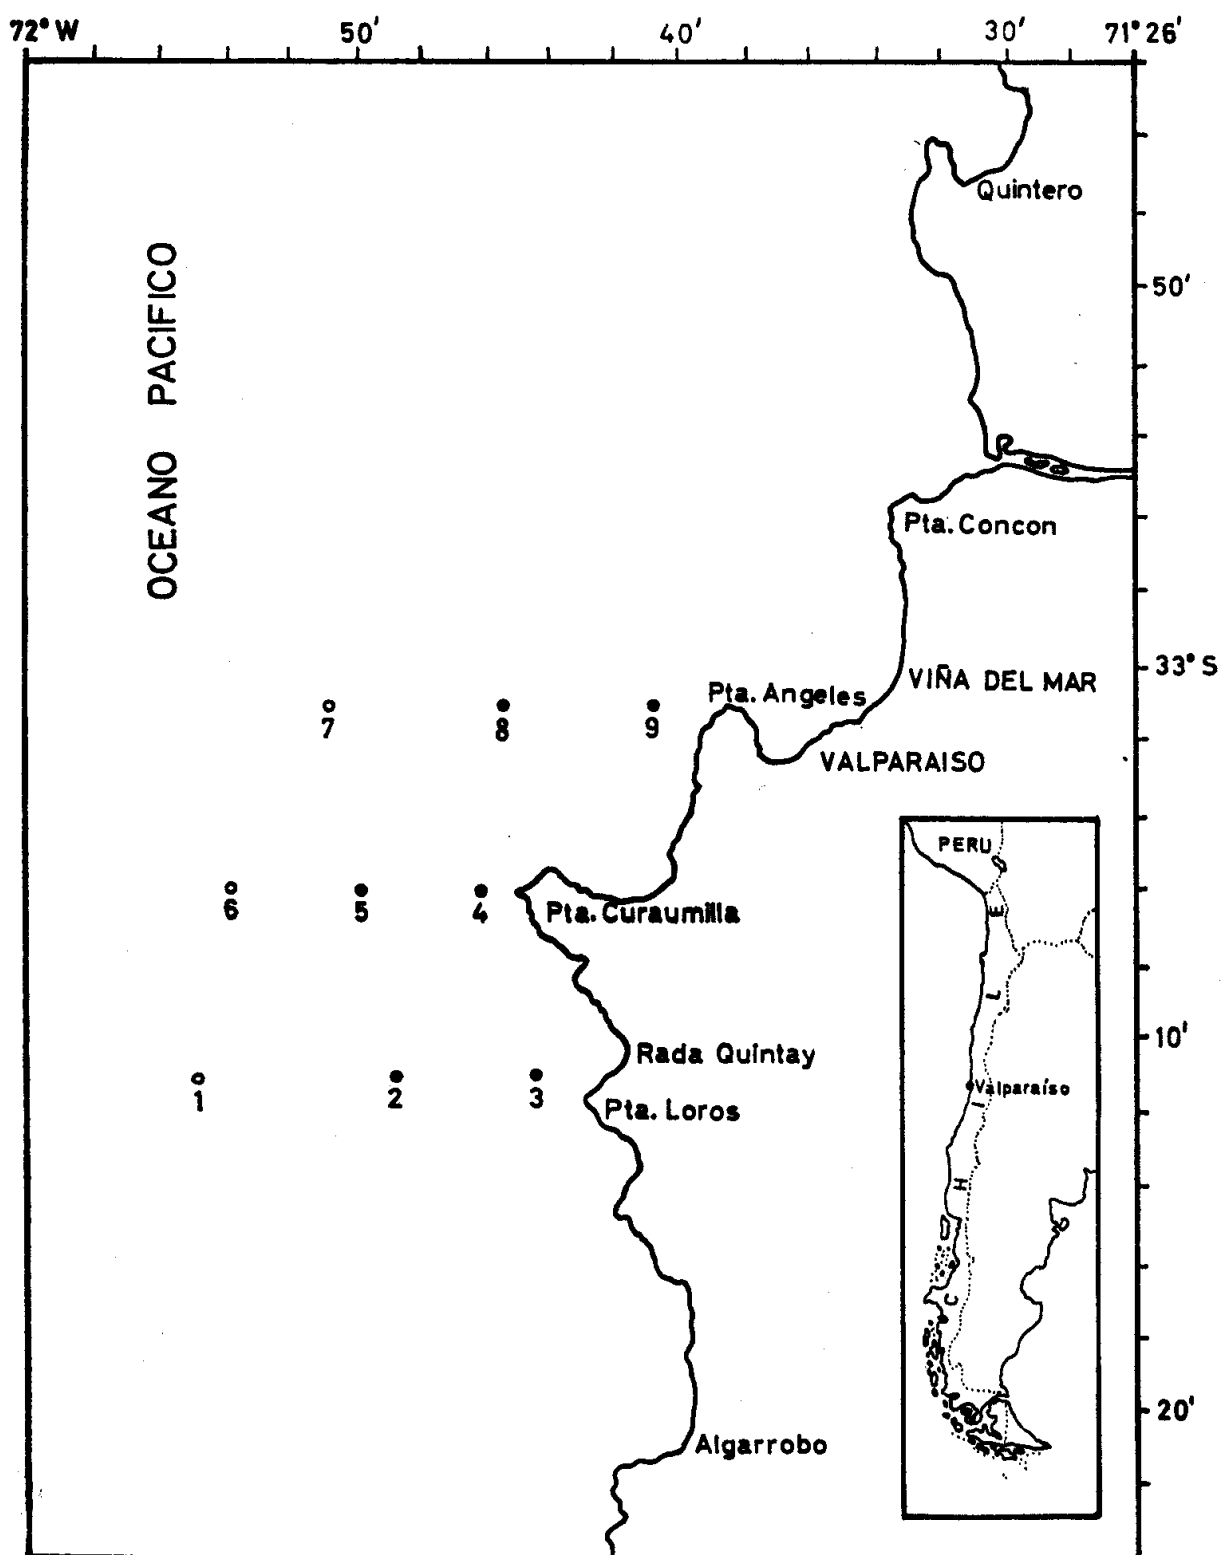 72° W 50' 40' 30' 71° 26'
Quintero
50'
OCEANO PACIFICO
Pta. Concon
33° S
VIÑA DEL MAR
Pta. Angeles
7 8 9
VALPARAISO
PERU
6 5 4
Pta. Curaumilla
10'
Rada Quintay
1 2 3
Pta. Loros
Valparaíso
CHILE
20'
Algarrobo